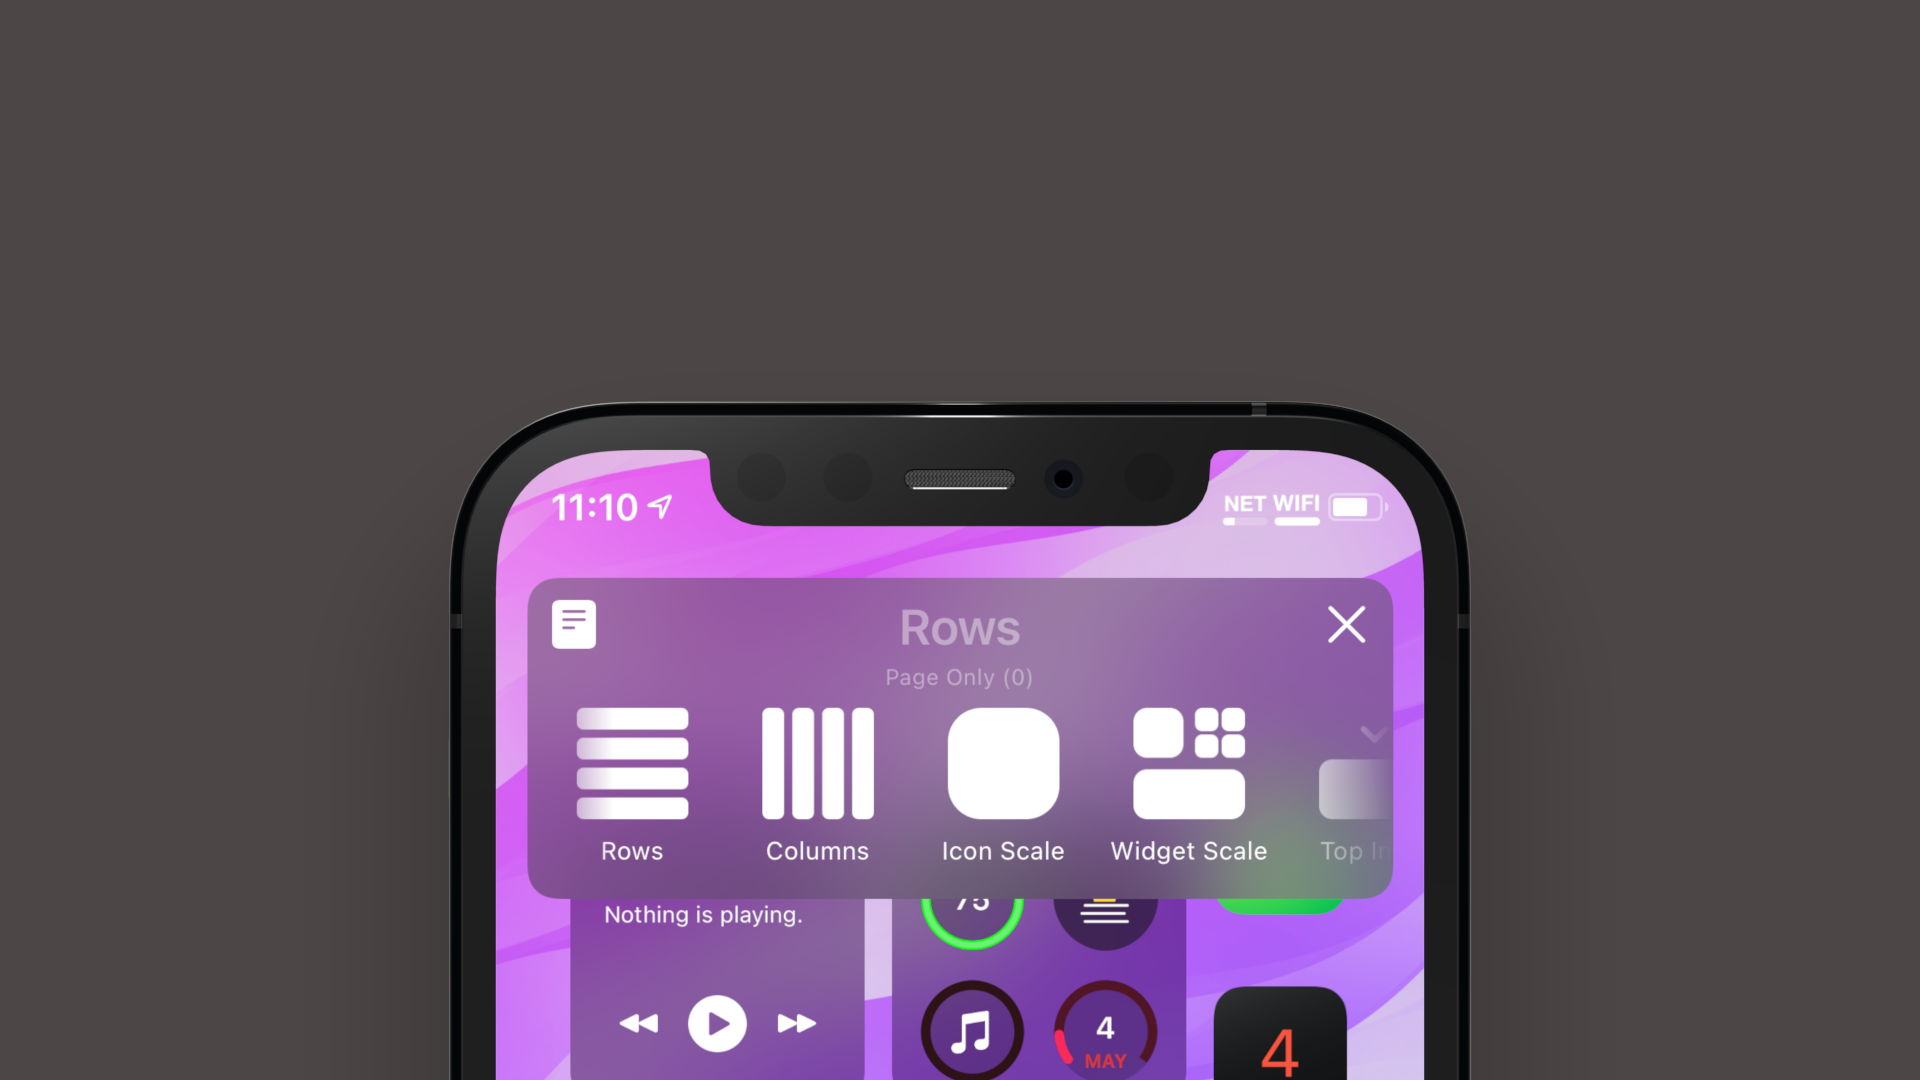 11:10
NET WIFI
Rows
Page Only (0)
Rows Columns Icon Scale Widget Scale Top
Nothing is playing.
75
4
MAY
4